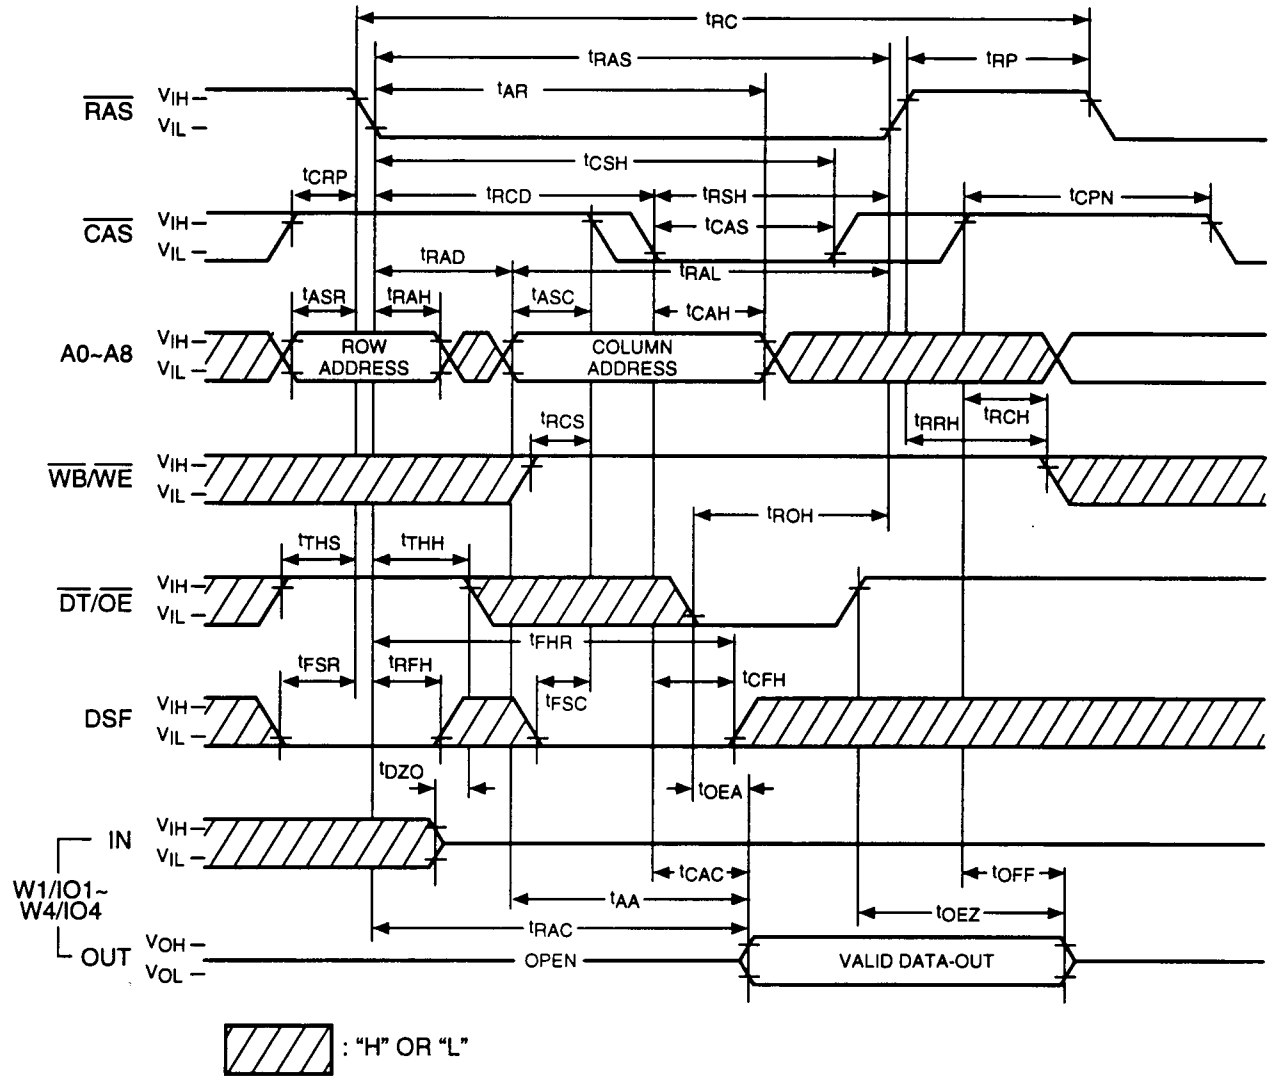 tRC
tRAS
tRP
tAR
RAS
VIH
VIL
tCSH
tCRP
tRCD
tRSH
tCPN
CAS
VIH
VIL
tCAS
tRAD
tRAL
tASR
tRAH
tASC
tCAH
A0~A8
VIH
VIL
ROW
ADDRESS
COLUMN
ADDRESS
tRCS
tRCH
tRRH
WB/WE
VIH
VIL
tROH
tTHS
tTHH
DT/OE
VIH
VIL
tFHR
tFSR
tRFH
tFSC
tCFH
DSF
VIH
VIL
tDZO
tOEA
IN
VIH
VIL
W1/IO1~
W4/IO4
tCAC
tOFF
tAA
tOEZ
tRAC
OUT
VOH
VOL
OPEN
VALID DATA-OUT
: "H" OR "L"